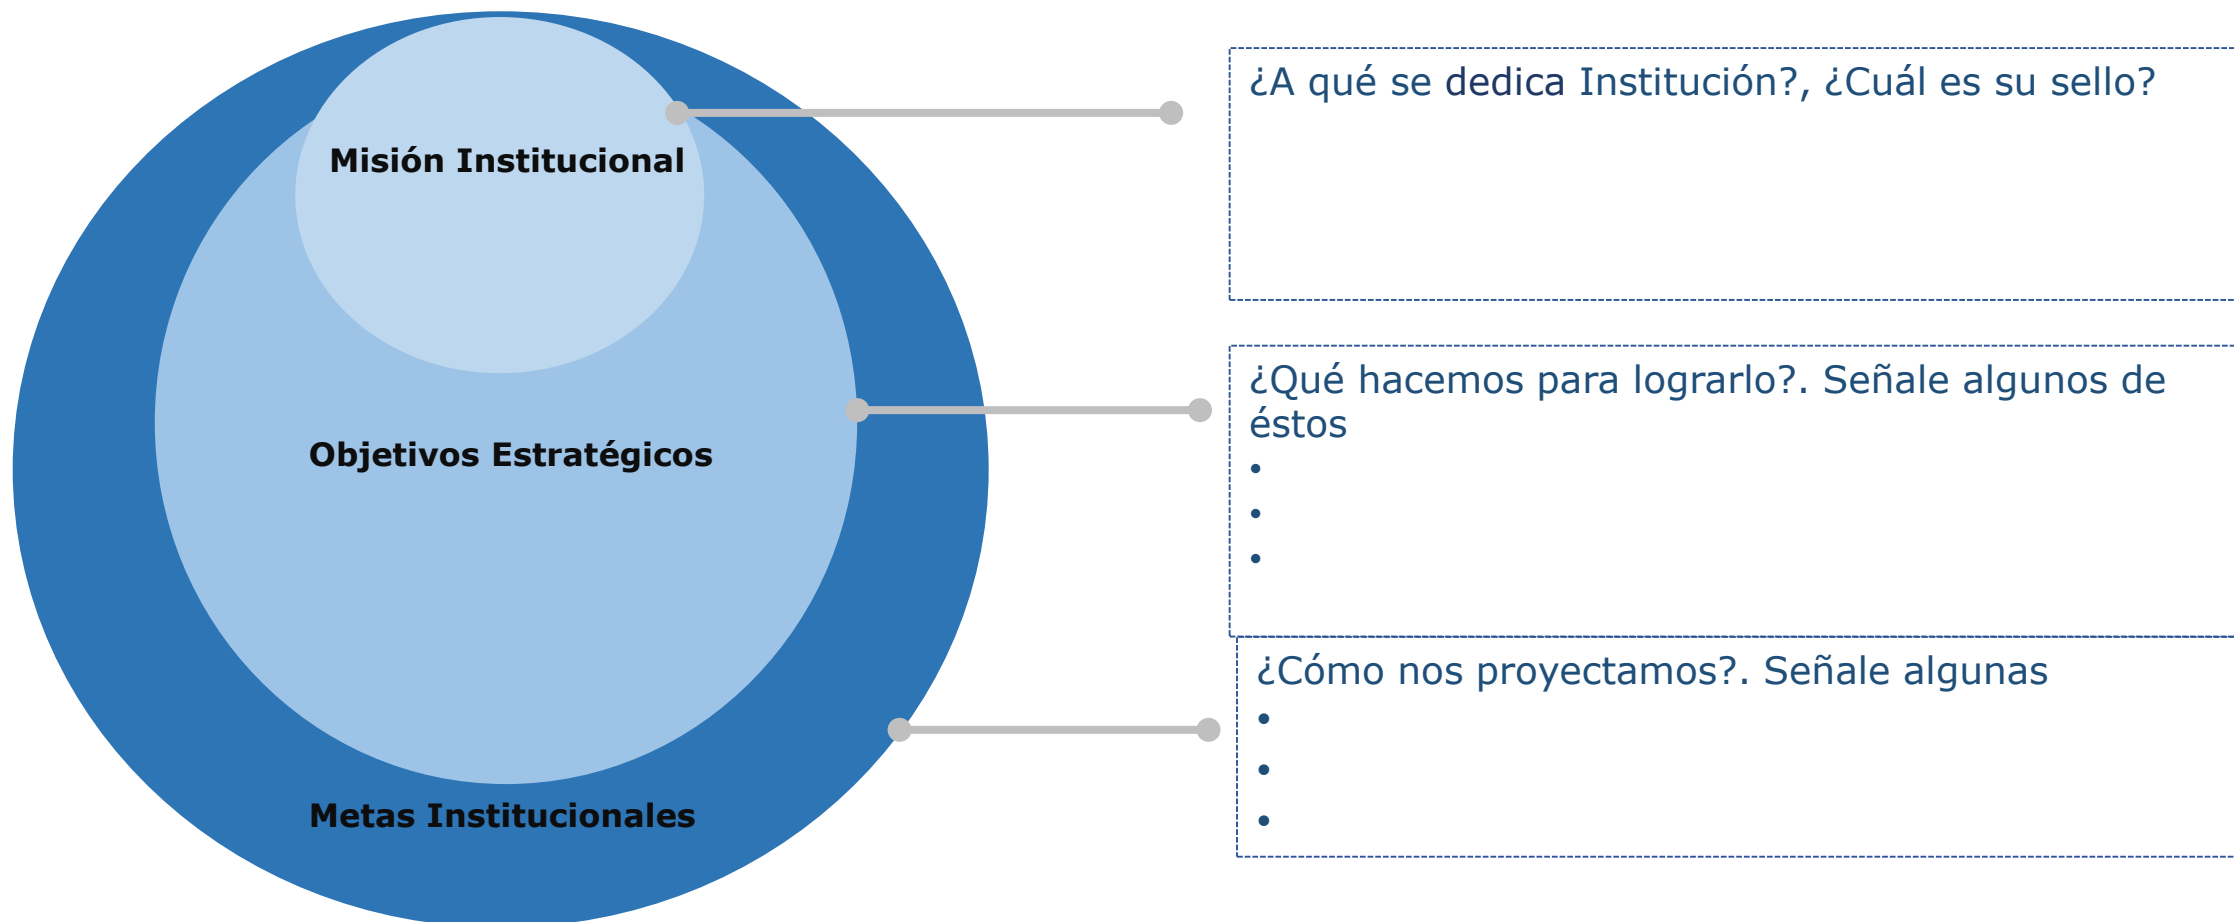 Misión Institucional
¿A qué se dedica Institución?, ¿Cuál es su sello?
Objetivos Estratégicos
¿Qué hacemos para lograrlo?. Señale algunos de
éstos
•
•
•
Metas Institucionales
¿Cómo nos proyectamos?. Señale algunas
•
•
•